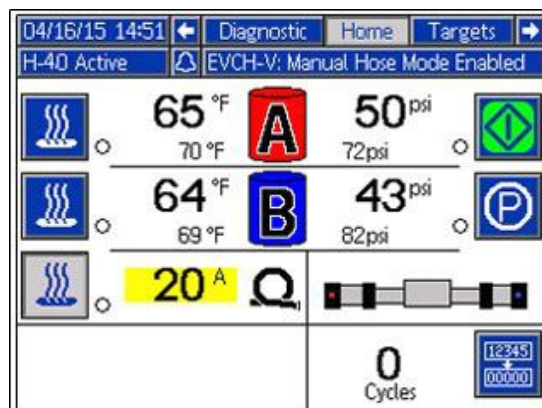 04/16/15 14:51 Diagnostic Home Targets
H-40 Active EVCH-V: Manual Hose Mode Enabled
65 °F A 50 psi
70 °F 72psi
64 °F B 43 psi P
69 °F 82psi
20 A
0 12345
Cycles 00000